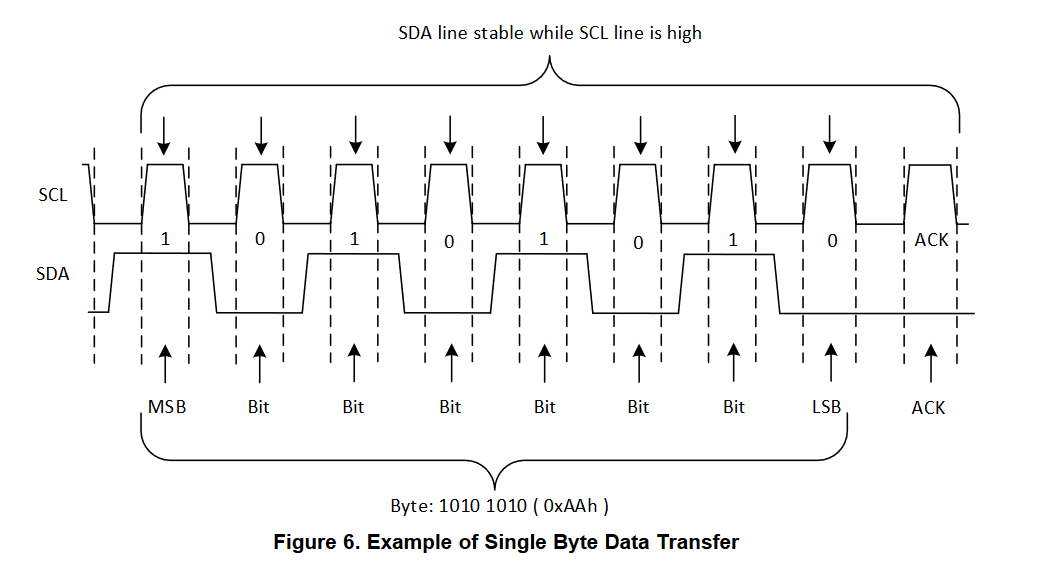 SDA line stable while SCL line is high
SCL
1 0 1 0 1 0 1 0 ACK
SDA
MSB Bit Bit Bit Bit Bit Bit LSB ACK
Byte: 1010 1010 ( 0xAAh )
Figure 6. Example of Single Byte Data Transfer